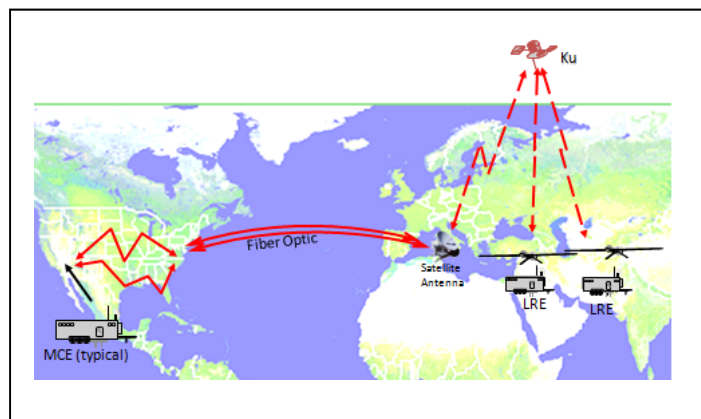 Ku
Fiber Optic
Satellite
Antenna
LRE
LRE
MCE (typical)